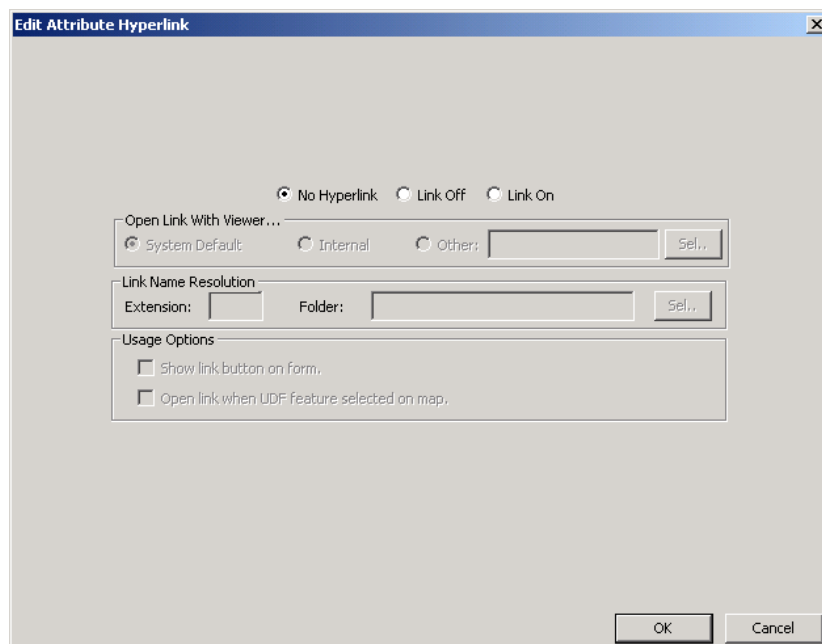 Edit Attribute Hyperlink
No Hyperlink Link Off Link On
Open Link With Viewer...
System Default Internal Other: Sel..
Link Name Resolution
Extension: Folder: Sel..
Usage Options
Show link button on form.
Open link when UDF feature selected on map.
OK Cancel